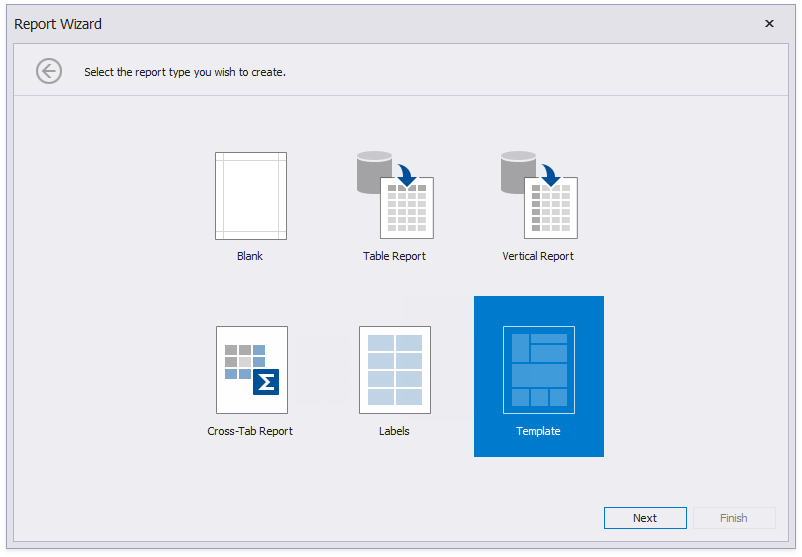 Report Wizard
Select the report type you wish to create.
Blank
Table Report
Vertical Report
Cross-Tab Report
Labels
Template
Next
Finish